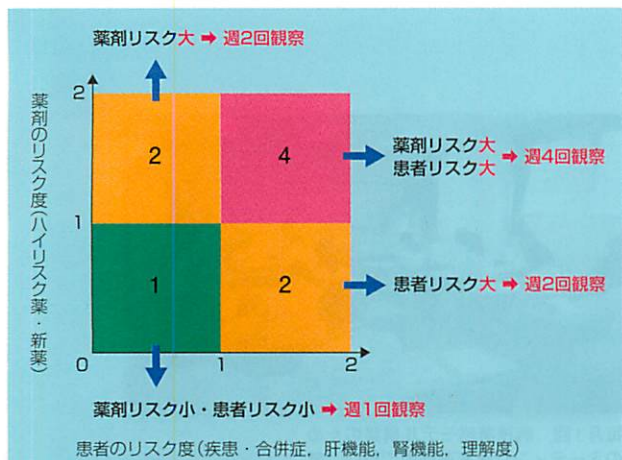 薬剤リスク大 ➡ 週2回観察
薬剤のリスク度(ハイリスク薬・新薬)
2
1
0
1
2
2
4
1
2
薬剤リスク大
患者リスク大
➡ 週4回観察
患者リスク大 ➡ 週2回観察
薬剤リスク小・患者リスク小 ➡ 週1回観察
患者のリスク度(疾患・合併症,肝機能,腎機能,理解度)